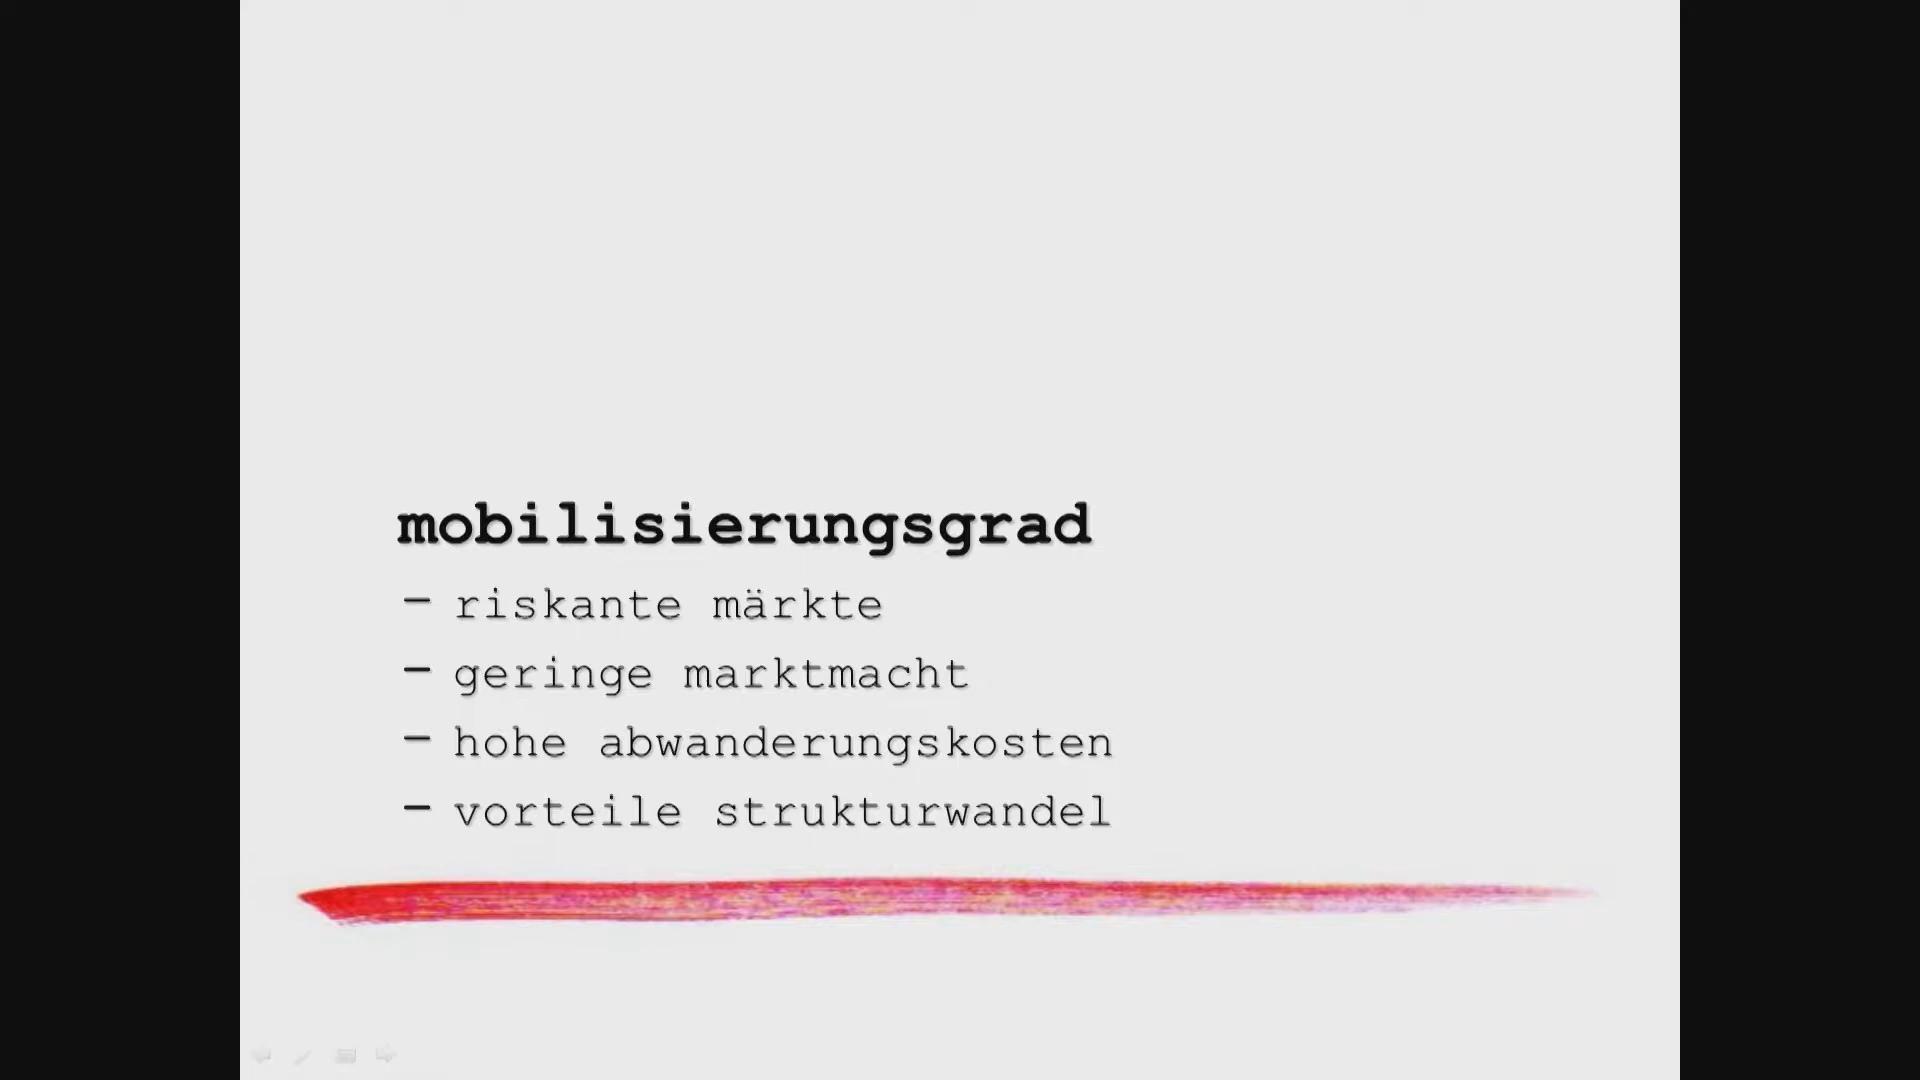 mobilisierungsgrad
– riskante märkte
– geringe marktmacht
– hohe abwanderungskosten
– vorteile strukturwandel